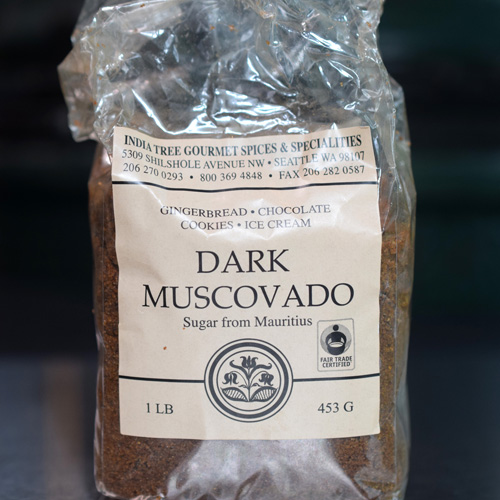 INDIA TREE GOURMET SPICES & SPECIALITIES
5309 SHILSHOLE AVENUE NW • SEATTLE WA 98107
206 270 0293 • 800 369 4848 • FAX 206 282 0587
GINGERBREAD • CHOCOLATE
COOKIES • ICE CREAM
DARK
MUSCOVADO
Sugar from Mauritius
FAIR TRADE
CERTIFIED
1 LB 453 G